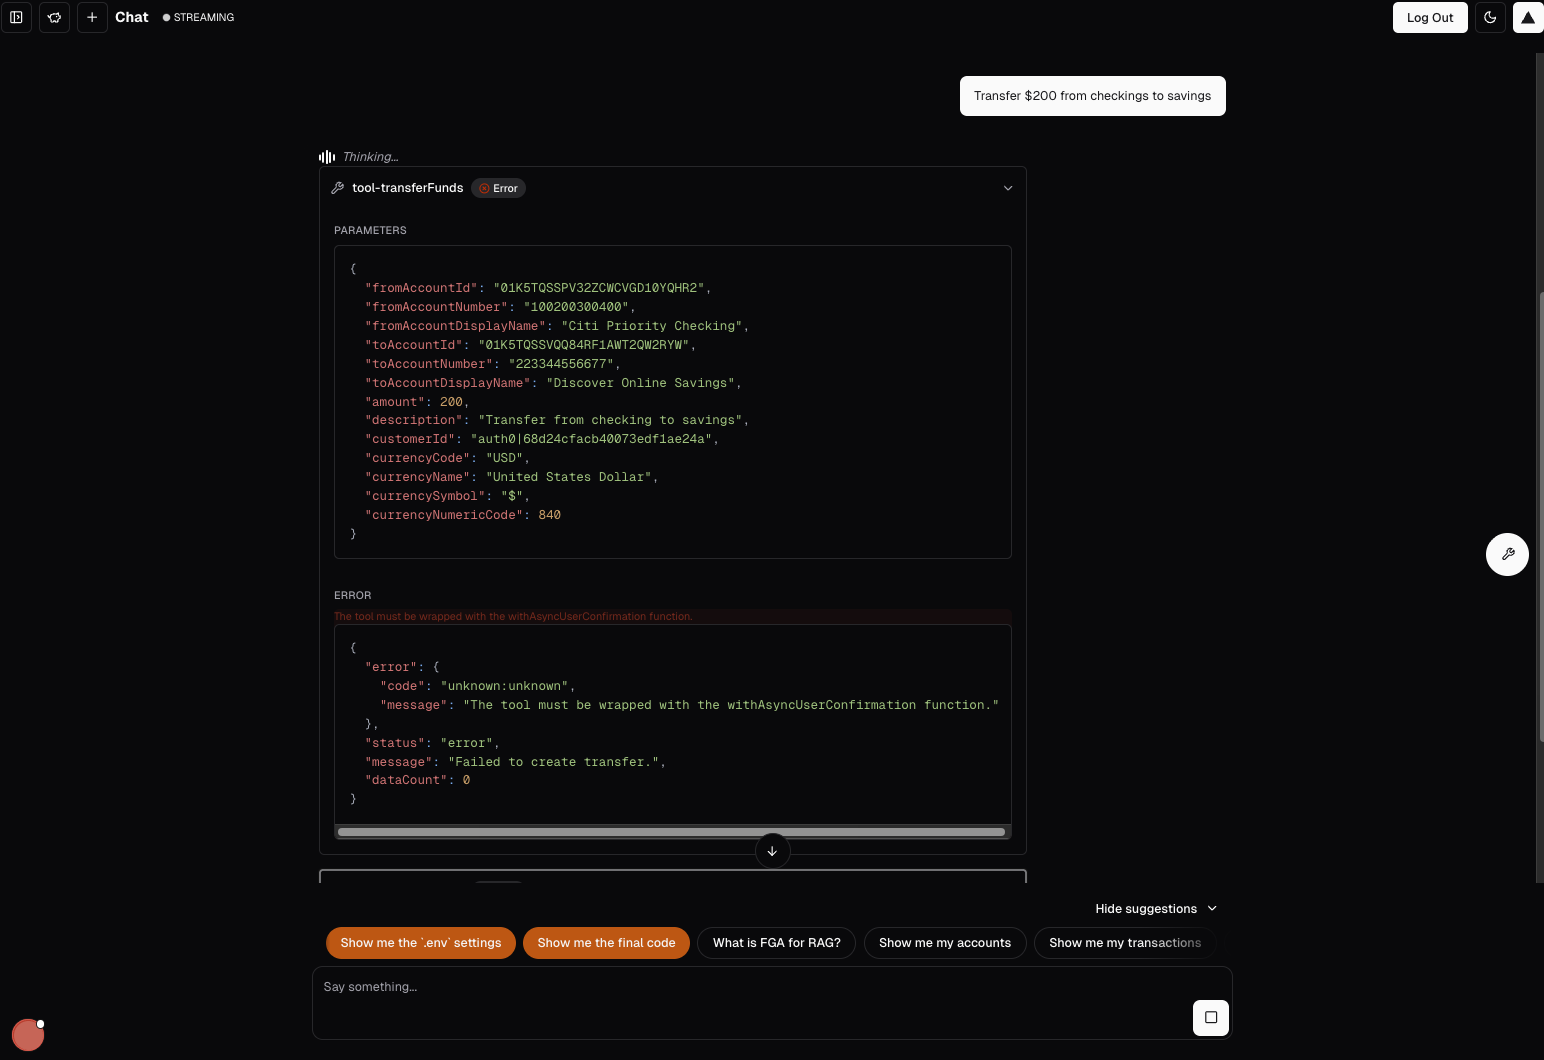 Chat
STREAMING
Log Out
Transfer $200 from checkings to savings
Thinking...
tool-transferFunds
Error
PARAMETERS
{
"fromAccountId": "01K5TQSSPV32ZCWCVGD10YQHR2",
"fromAccountNumber": "100200300400",
"fromAccountDisplayName": "Citi Priority Checking",
"toAccountId": "01K5TQSSVQQ84RF1AWT2QW2RYW",
"toAccountNumber": "223344556677",
"toAccountDisplayName": "Discover Online Savings",
"amount": 200,
"description": "Transfer from checking to savings",
"customerId": "auth0|68d24cfacb40073edf1ae24a",
"currencyCode": "USD",
"currencyName": "United States Dollar",
"currencySymbol": "$",
"currencyNumericCode": 840
}
ERROR
The tool must be wrapped with the withAsyncUserConfirmation function.
{
"error": {
"code": "unknown:unknown",
"message": "The tool must be wrapped with the withAsyncUserConfirmation function."
},
"status": "error",
"message": "Failed to create transfer.",
"dataCount": 0
}
Hide suggestions
Show me the `.env` settings
Show me the final code
What is FGA for RAG?
Show me my accounts
Show me my transactions
Say something...